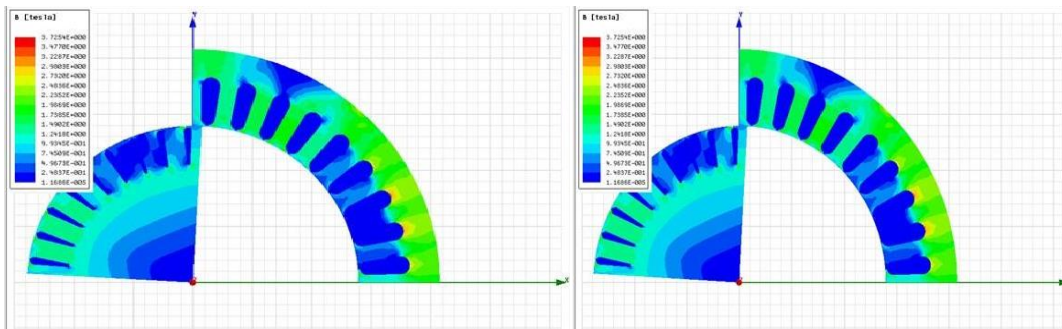 B [tesla]
3.7254E+000
3.4770E+000
3.2287E+000
2.9803E+000
2.7320E+000
2.4836E+000
2.2352E+000
1.9869E+000
1.7385E+000
1.4902E+000
1.2418E+000
9.9345E-001
7.4509E-001
4.9673E-001
2.4837E-001
1.1686E-005
Y
X
B [tesla]
3.7254E+000
3.4770E+000
3.2287E+000
2.9803E+000
2.7320E+000
2.4836E+000
2.2352E+000
1.9869E+000
1.7385E+000
1.4902E+000
1.2418E+000
9.9345E-001
7.4509E-001
4.9673E-001
2.4837E-001
1.1686E-005
Y